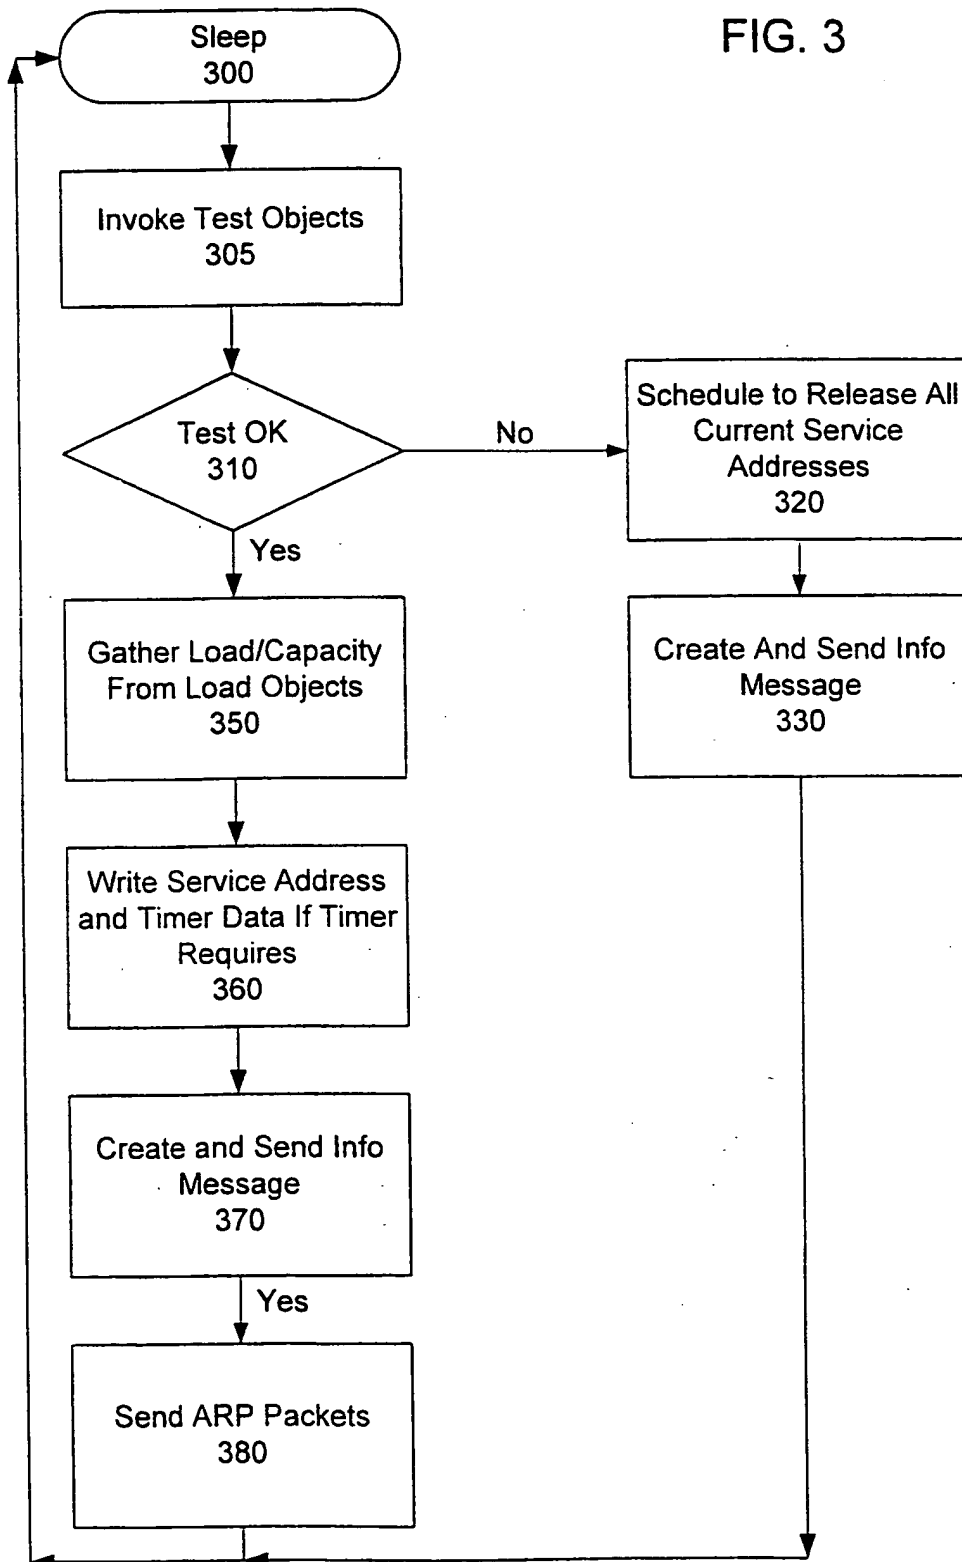 FIG. 3
Sleep
300
Invoke Test Objects
305
Test OK
310
No
Yes
Schedule to Release All
Current Service
Addresses
320
Create And Send Info
Message
330
Gather Load/Capacity
From Load Objects
350
Write Service Address
and Timer Data If Timer
Requires
360
Create and Send Info
Message
370
Yes
Send ARP Packets
380